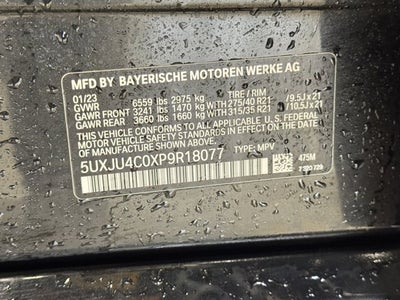 MFD BY BAYERISCHE MOTOREN WERKE AG
01/23 TIRE / RIM
GVWR 6559 lbs 2975 kg
GAWR FRONT 3241 lbs 1470 kg WITH 275/40 R21 /9.5J x 21
GAWR REAR 3660 lbs 1660 kg WITH 315/35 R21 /10.5J x 21
THIS VEHICLE CONFORMS TO ALL APPLICABLE U. S. FEDERAL
MOTOR VEHICLE SAFETY STANDARDS IN EFFECT ON THE DATE
OF MANUFACTURE SHOWN ABOVE.
5UXJU4C0XP9R18077 TYPE: MPV
475M